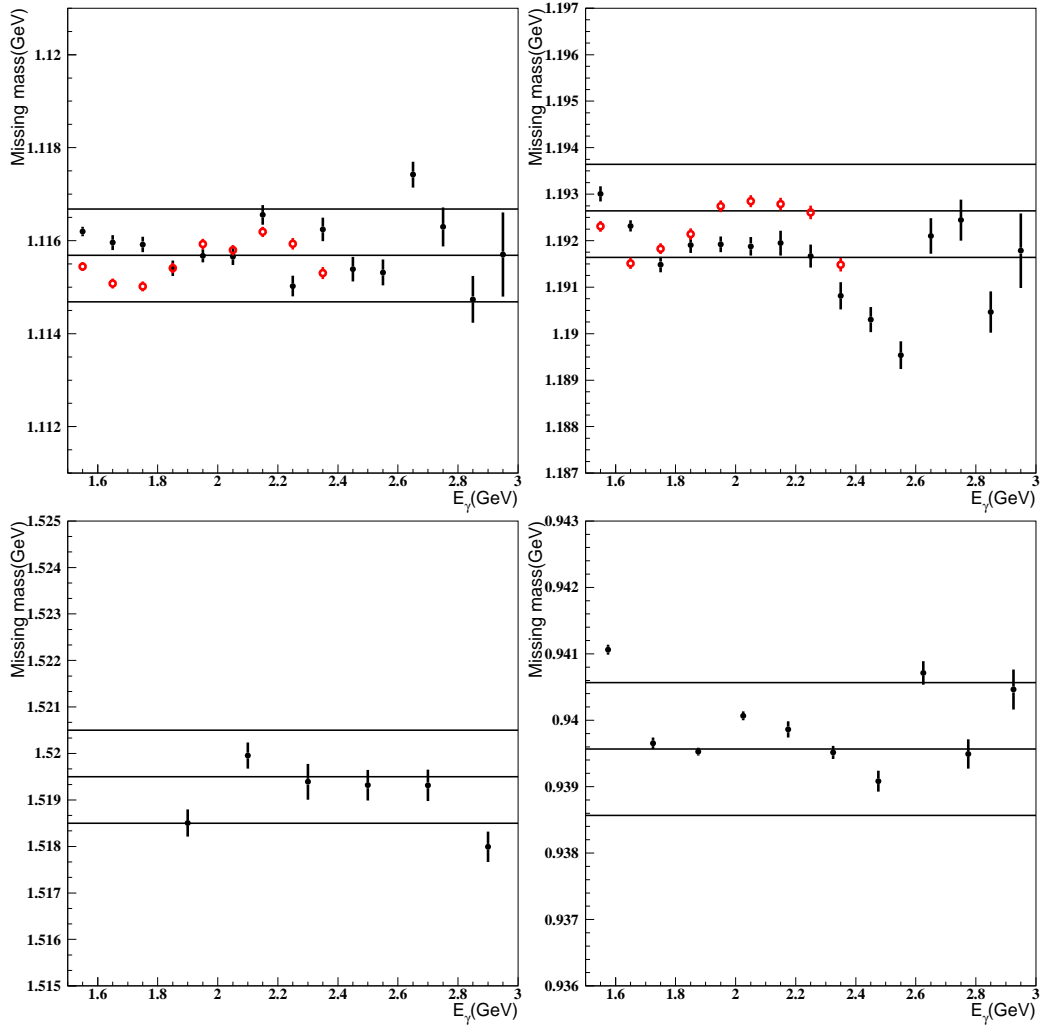 Missing mass(GeV)
1.12
1.118
1.116
1.114
1.112
1.6 1.8 2 2.2 2.4 2.6 2.8 3
E_γ(GeV)
Missing mass(GeV)
1.197
1.196
1.195
1.194
1.193
1.192
1.191
1.19
1.189
1.188
1.187
1.6 1.8 2 2.2 2.4 2.6 2.8 3
E_γ(GeV)
Missing mass(GeV)
1.525
1.524
1.523
1.522
1.521
1.52
1.519
1.518
1.517
1.516
1.515
1.6 1.8 2 2.2 2.4 2.6 2.8 3
E_γ(GeV)
Missing mass(GeV)
0.943
0.942
0.941
0.94
0.939
0.938
0.937
0.936
1.6 1.8 2 2.2 2.4 2.6 2.8 3
E_γ(GeV)